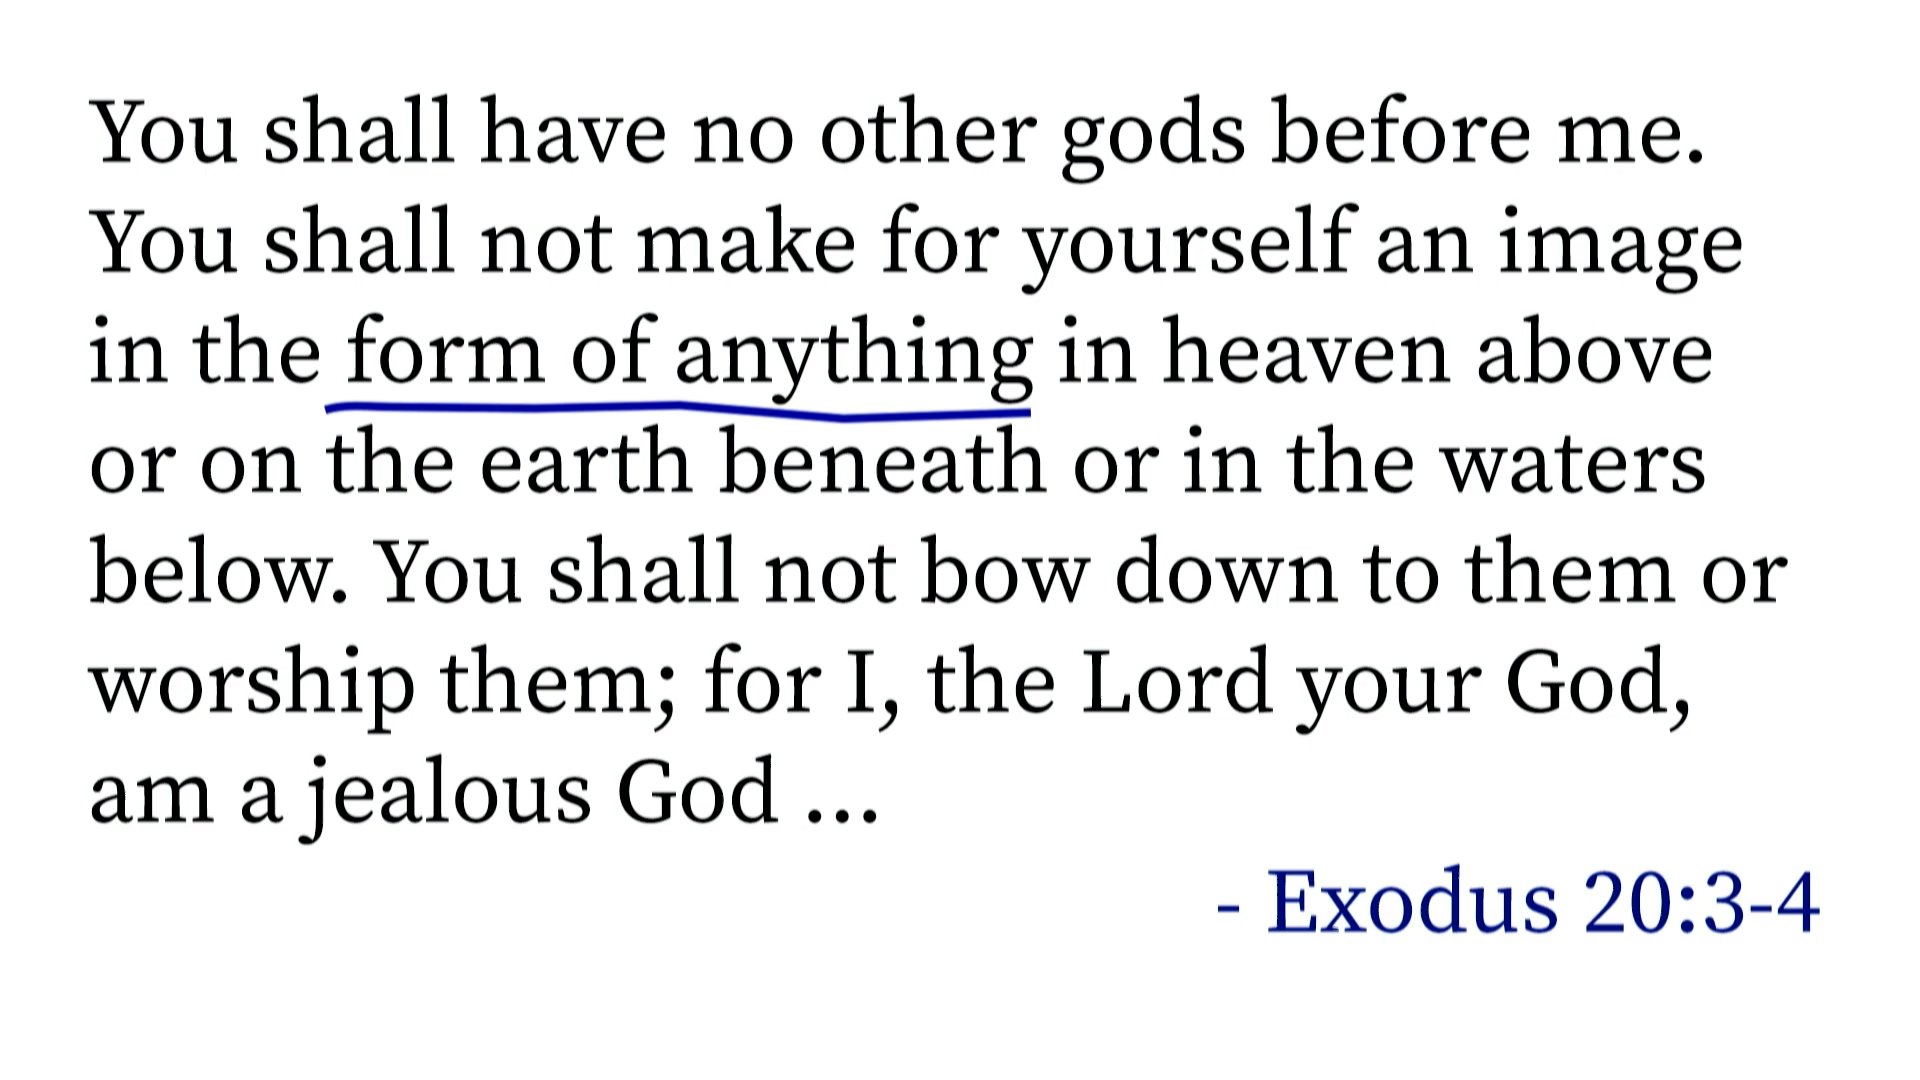 You shall have no other gods before me.
You shall not make for yourself an image
in the form of anything in heaven above
or on the earth beneath or in the waters
below. You shall not bow down to them or
worship them; for I, the Lord your God,
am a jealous God ...
- Exodus 20:3-4